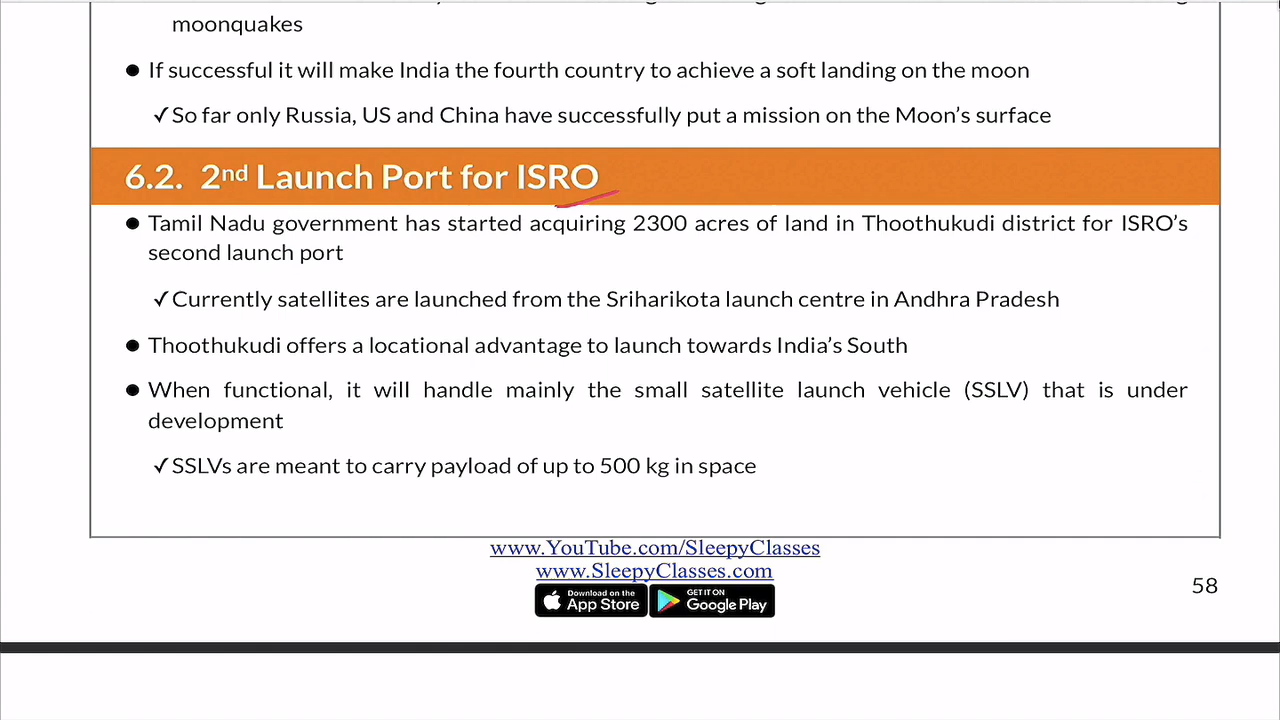 moonquakes
● If successful it will make India the fourth country to achieve a soft landing on the moon
✓So far only Russia, US and China have successfully put a mission on the Moon’s surface
6.2. 2nd Launch Port for ISRO
● Tamil Nadu government has started acquiring 2300 acres of land in Thoothukudi district for ISRO’s
second launch port
✓Currently satellites are launched from the Sriharikota launch centre in Andhra Pradesh
● Thoothukudi offers a locational advantage to launch towards India’s South
● When functional, it will handle mainly the small satellite launch vehicle (SSLV) that is under
development
✓SSLVs are meant to carry payload of up to 500 kg in space
www.YouTube.com/SleepyClasses
www.SleepyClasses.com
Download on the App Store
GET IT ON Google Play
58